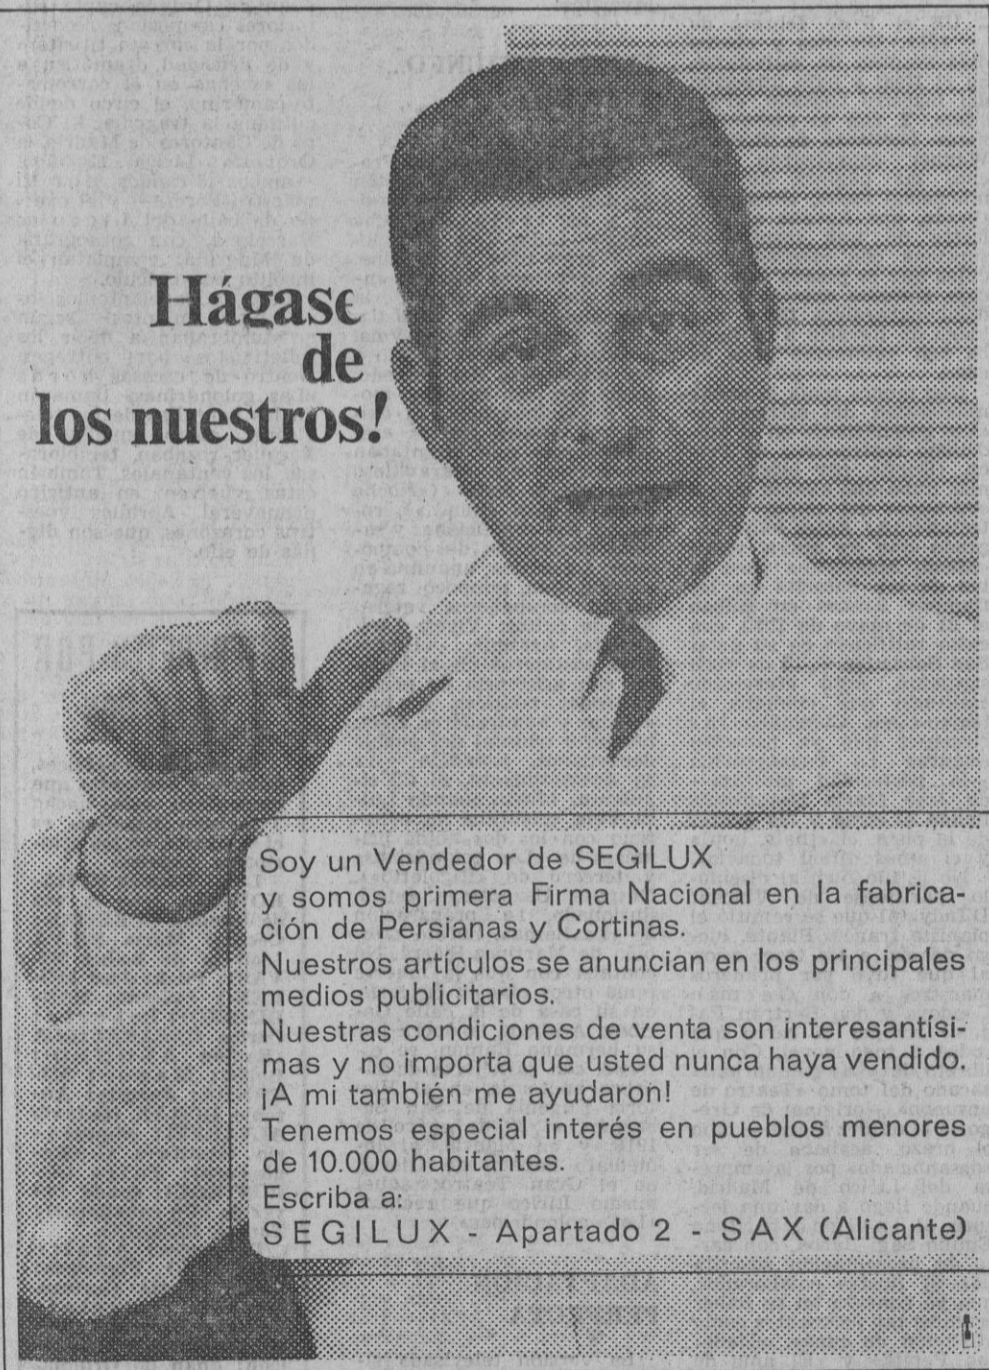 Hágase
de
los nuestros!
Soy un Vendedor de SEGILUX
y somos primera Firma Nacional en la fabrica-
ción de Persianas y Cortinas.
Nuestros artículos se anuncian en los principales
medios publicitarios.
Nuestras condiciones de venta son interesantísi-
mas y no importa que usted nunca haya vendido.
¡A mi también me ayudaron!
Tenemos especial interés en pueblos menores
de 10.000 habitantes.
Escriba a:
SEGILUX - Apartado 2 - SAX (Alicante)